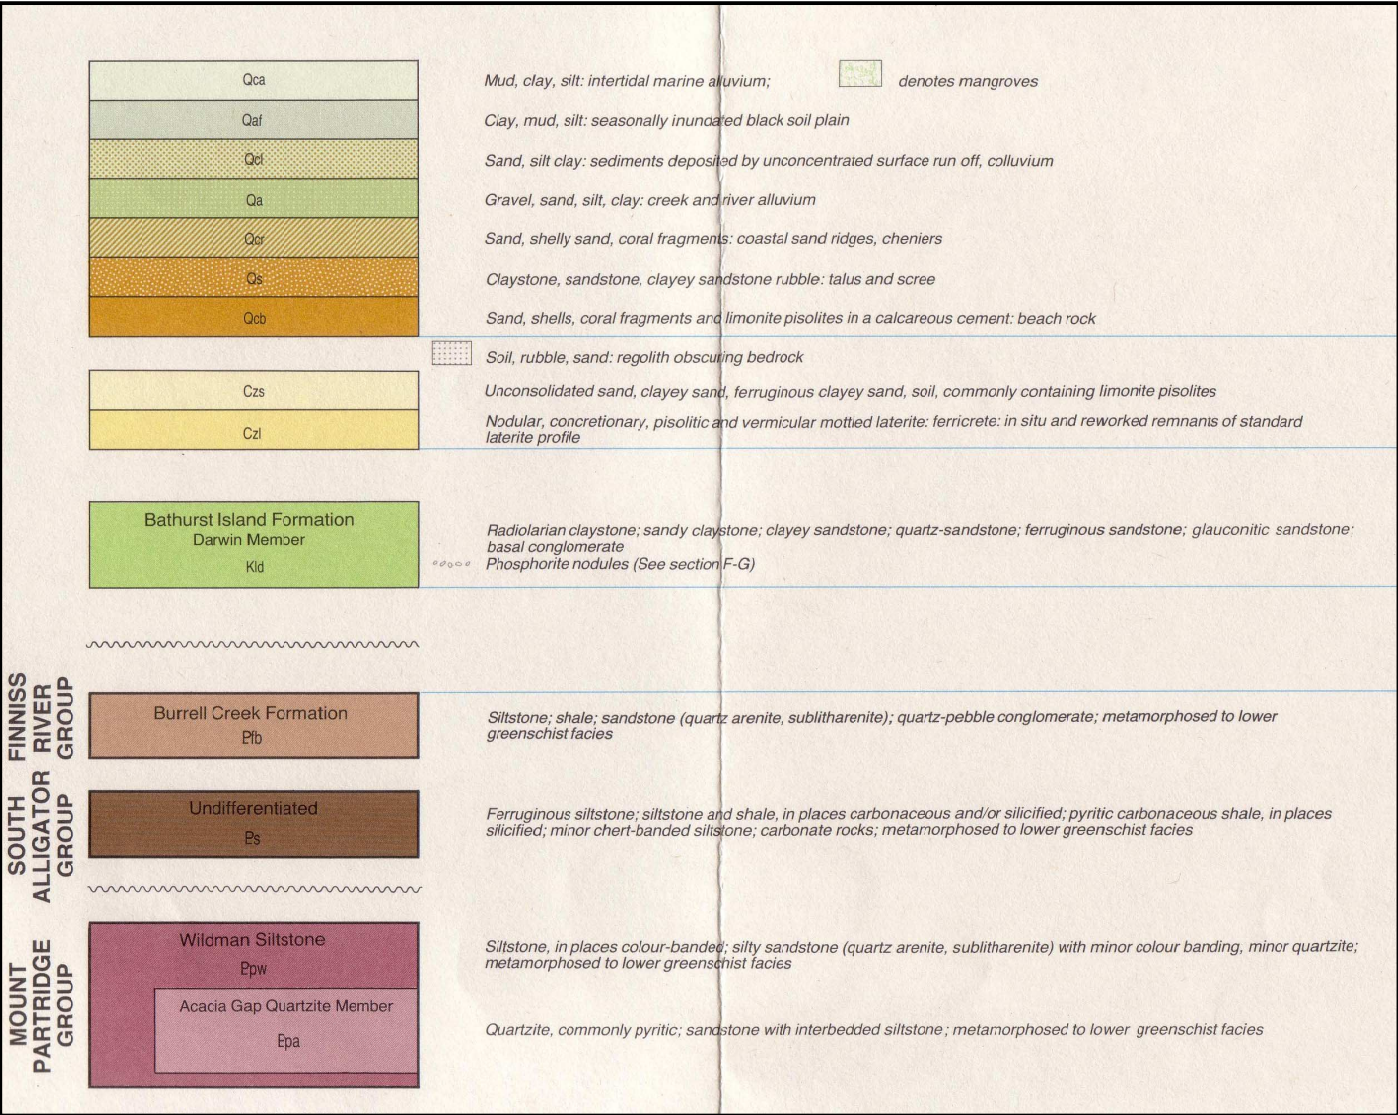 Qca
Mud, clay, silt: intertidal marine alluvium;
denotes mangroves
Qaf
Clay, mud, silt: seasonally inundated black soil plain
Qcl
Sand, silt clay: sediments deposited by unconcentrated surface run off, colluvium
Qa
Gravel, sand, silt, clay: creek and river alluvium
Qcr
Sand, shelly sand, coral fragments: coastal sand ridges, cheniers
Qs
Claystone, sandstone, clayey sandstone rubble: talus and scree
Qcb
Sand, shells, coral fragments and limonite pisolites in a calcareous cement: beach rock
Soil, rubble, sand: regolith obscuring bedrock
Czs
Unconsolidated sand, clayey sand, ferruginous clayey sand, soil, commonly containing limonite pisolites
Czl
Nodular, concretionary, pisolitic and vermicular mottled laterite: ferricrete: in situ and reworked remnants of standard
laterite profile
Bathurst Island Formation
Darwin Member
Kld
Radiolarian claystone; sandy claystone; clayey sandstone; quartz-sandstone; ferruginous sandstone; glauconitic sandstone
basal conglomerate
Phosphorite nodules (See section F-G)
FINNISS
RIVER
GROUP
Burrell Creek Formation
Pfb
Siltstone; shale; sandstone (quartz arenite, sublitharenite); quartz-pebble conglomerate; metamorphosed to lower
greenschist facies
SOUTH
ALLIGATOR
GROUP
Undifferentiated
Ps
Ferruginous siltstone; siltstone and shale, in places carbonaceous and/or silicified; pyritic carbonaceous shale, in places
silicified; minor chert-banded siltstone; carbonate rocks; metamorphosed to lower greenschist facies
MOUNT
PARTRIDGE
GROUP
Wildman Siltstone
Ppw
Siltstone, in places colour-banded; silty sandstone (quartz arenite, sublitharenite) with minor colour banding, minor quartzite;
metamorphosed to lower greenschist facies
Acacia Gap Quartzite Member
Ppa
Quartzite, commonly pyritic; sandstone with interbedded siltstone; metamorphosed to lower greenschist facies